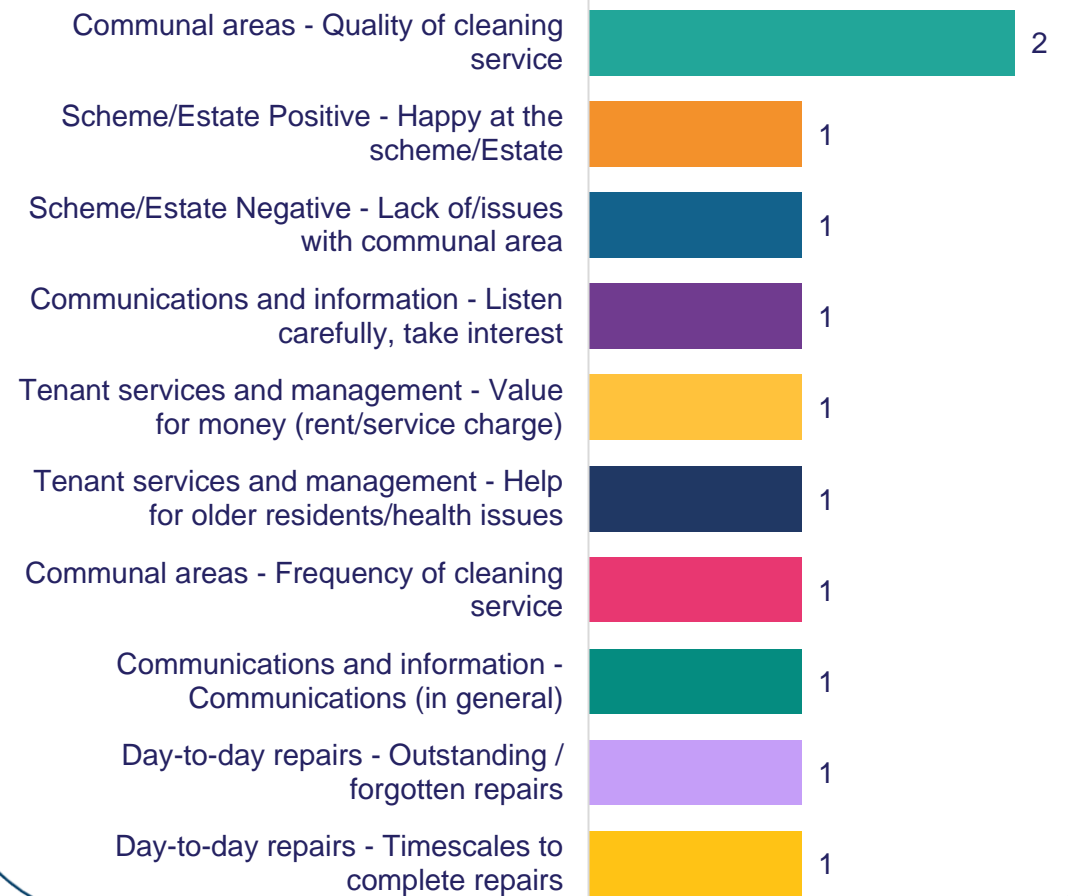 Communal areas - Quality of cleaning
service
2
Scheme/Estate Positive - Happy at the
scheme/Estate
1
Scheme/Estate Negative - Lack of/issues
with communal area
1
Communications and information - Listen
carefully, take interest
1
Tenant services and management - Value
for money (rent/service charge)
1
Tenant services and management - Help
for older residents/health issues
1
Communal areas - Frequency of cleaning
service
1
Communications and information -
Communications (in general)
1
Day-to-day repairs - Outstanding /
forgotten repairs
1
Day-to-day repairs - Timescales to
complete repairs
1